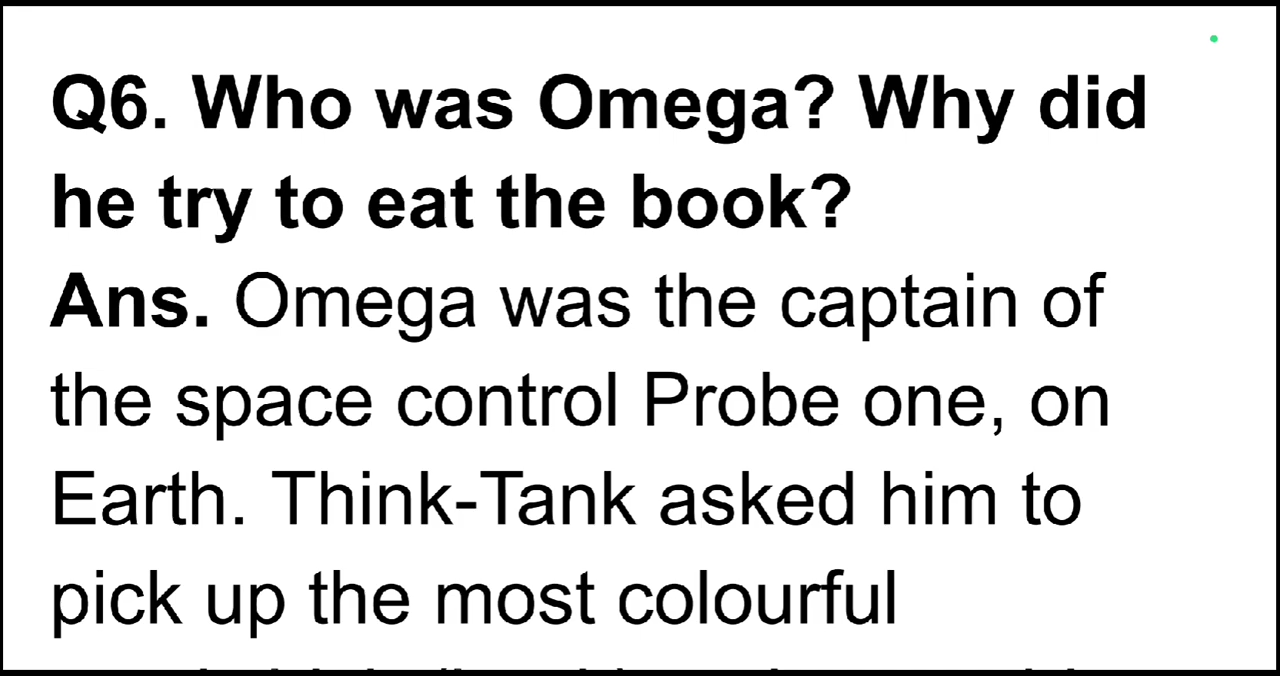 Q6. Who was Omega? Why did
he try to eat the book?
Ans. Omega was the captain of
the space control Probe one, on
Earth. Think-Tank asked him to
pick up the most colourful